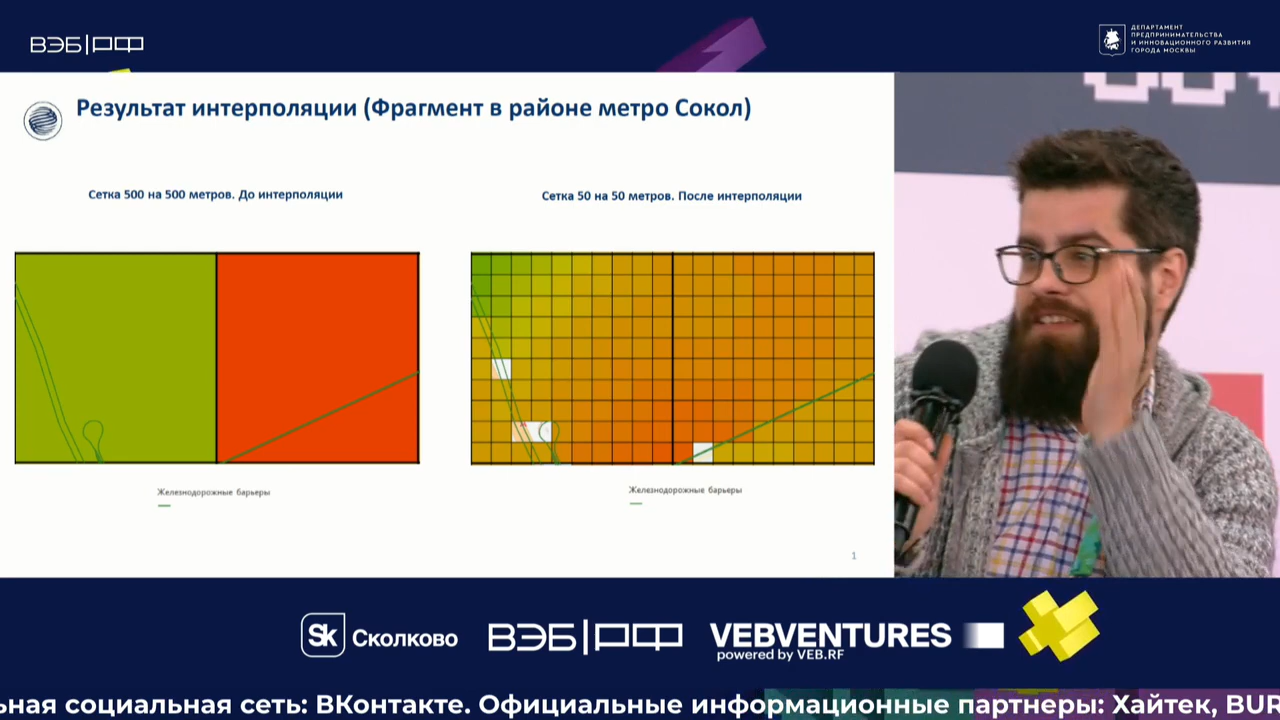 ВЭБ|РФ
ДЕПАРТАМЕНТ
ПРЕДПРИНИМАТЕЛЬСТВА
И ИННОВАЦИОННОГО РАЗВИТИЯ
ГОРОДА МОСКВЫ
Результат интерполяции (Фрагмент в районе метро Сокол)
Сетка 500 на 500 метров. До интерполяции
Сетка 50 на 50 метров. После интерполяции
Железнодорожные барьеры
Железнодорожные барьеры
1
Sk Сколково
ВЭБ|РФ
VEBVENTURES
powered by VEB.RF
ьная социальная сеть: ВКонтакте. Официальные информационные партнеры: Хайтек, BUR